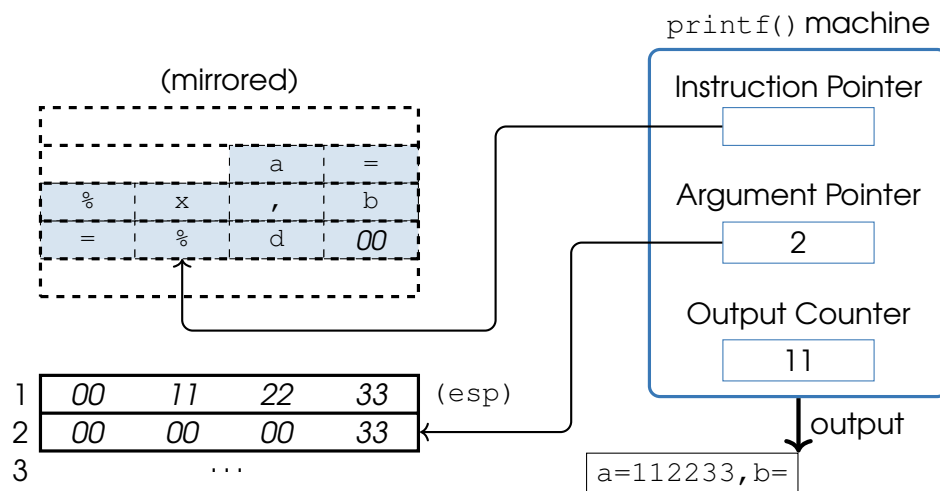 printf() machine
(mirrored)
Instruction Pointer
a =
% x , b
= % d 00
Argument Pointer
2
Output Counter
11
1 00 11 22 33 (esp)
2 00 00 00 33
3 ...
output
a=112233,b=